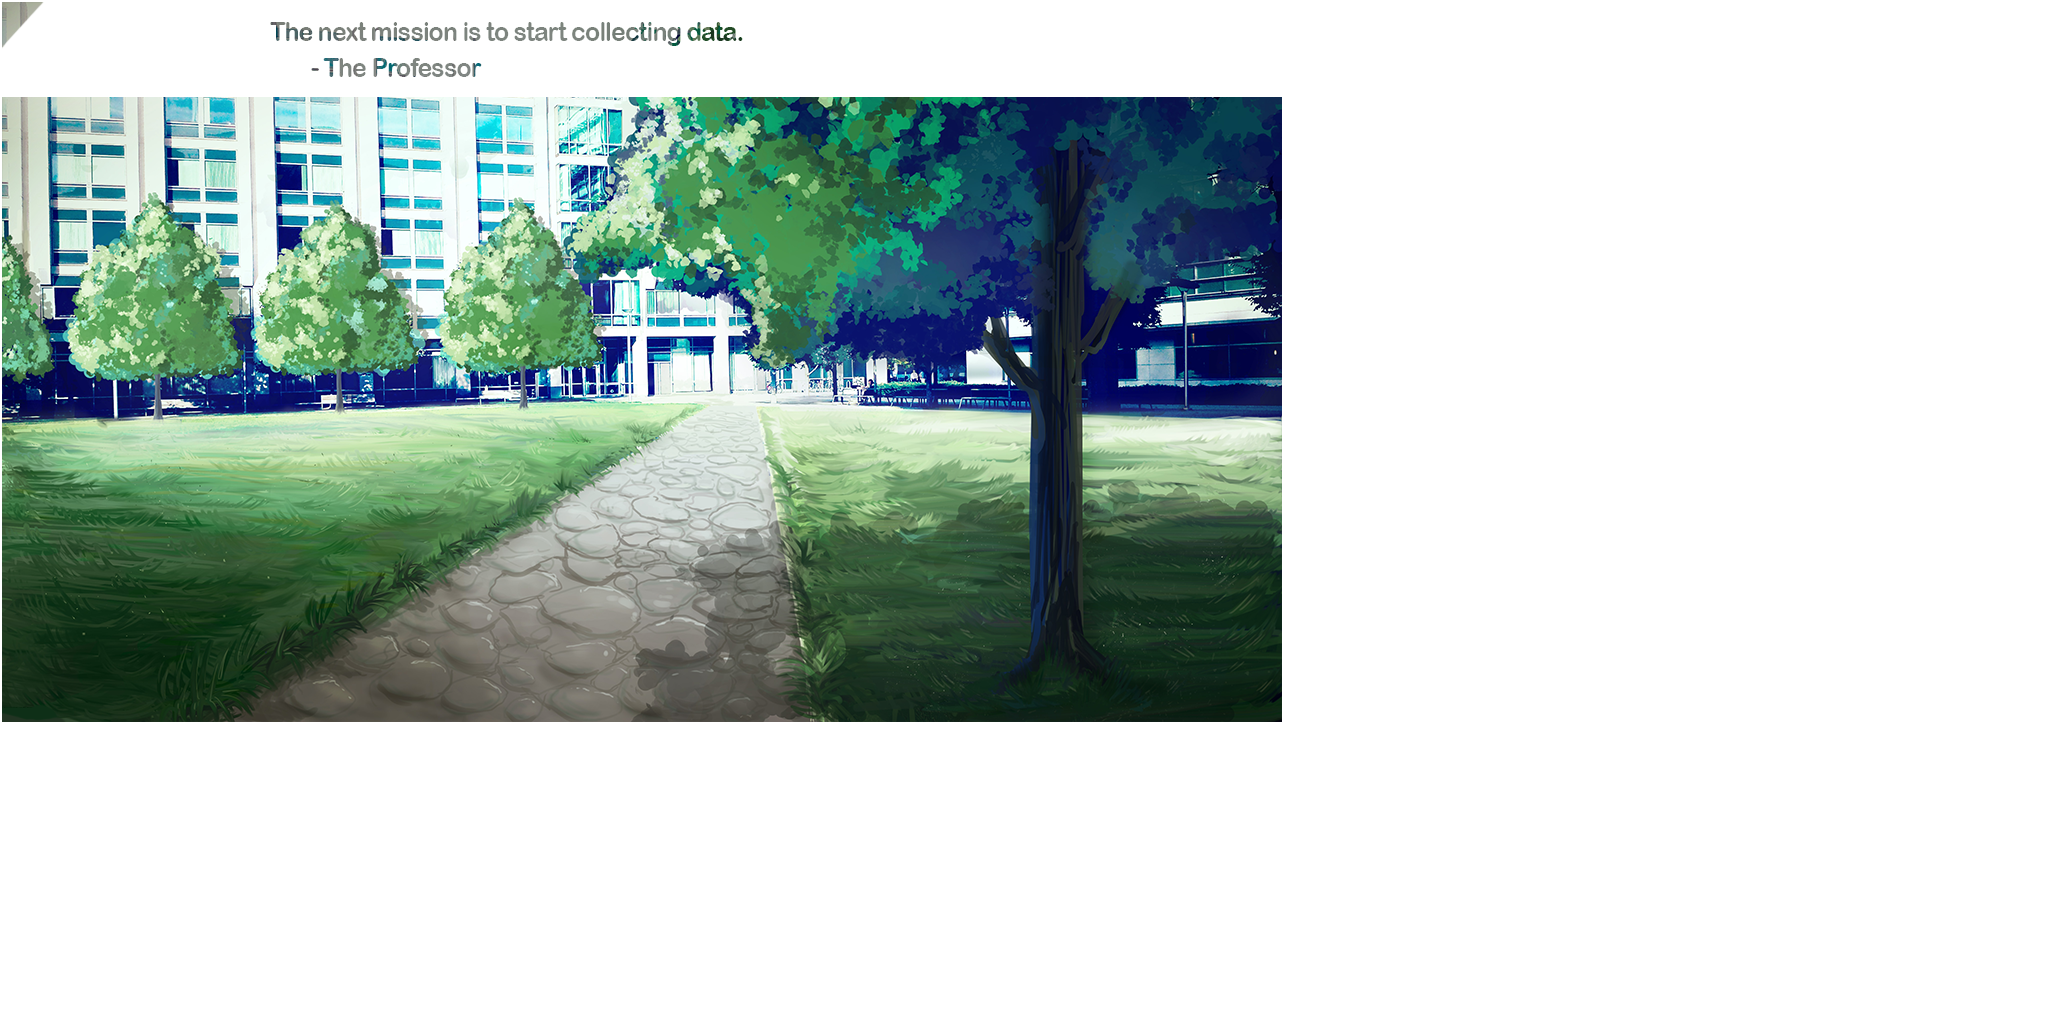 The next mission is to start collecting data.
- The Professor